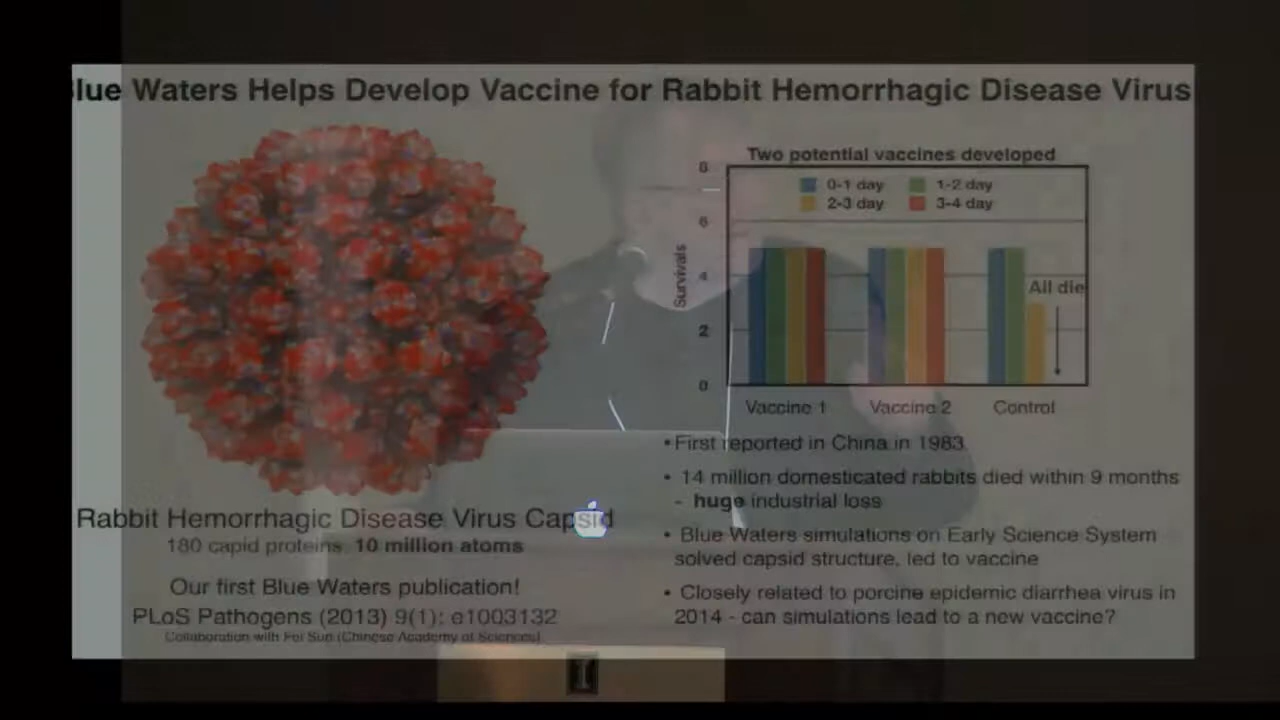 lue Waters Helps Develop Vaccine for Rabbit Hemorrhagic Disease Virus
Two potential vaccines developed
8
0-1 day
1-2 day
2-3 day
3-4 day
6
Survivals
4
All die
2
0
Vaccine 1
Vaccine 2
Control
•First reported in China in 1983
• 14 million domesticated rabbits died within 9 months
- huge industrial loss
• Blue Waters simulations on Early Science System
solved capsid structure, led to vaccine
• Closely related to porcine epidemic diarrhea virus in
2014 - can simulations lead to a new vaccine?
Rabbit Hemorrhagic Disease Virus Capsid
180 capid proteins, 10 million atoms
Our first Blue Waters publication!
PLoS Pathogens (2013) 9(1): e1003132
Collaboration with Fei Sun (Chinese Academy of Sciences)
I